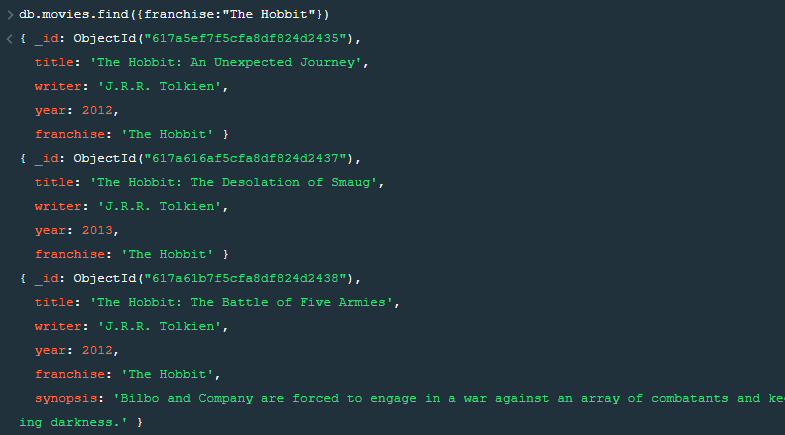 > db.movies.find({franchise:"The Hobbit"})
< { _id: ObjectId("617a5ef7f5cfa8df824d2435"),
title: 'The Hobbit: An Unexpected Journey',
writer: 'J.R.R. Tolkien',
year: 2012,
franchise: 'The Hobbit' }
{ _id: ObjectId("617a616af5cfa8df824d2437"),
title: 'The Hobbit: The Desolation of Smaug',
writer: 'J.R.R. Tolkien',
year: 2013,
franchise: 'The Hobbit' }
{ _id: ObjectId("617a61b7f5cfa8df824d2438"),
title: 'The Hobbit: The Battle of Five Armies',
writer: 'J.R.R. Tolkien',
year: 2012,
franchise: 'The Hobbit',
synopsis: 'Bilbo and Company are forced to engage in a war against an array of combatants and
ing darkness.' }